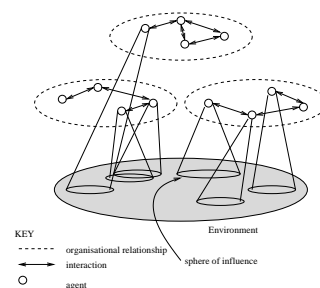 Environment
KEY
organisational relationship
interaction
sphere of influence
agent